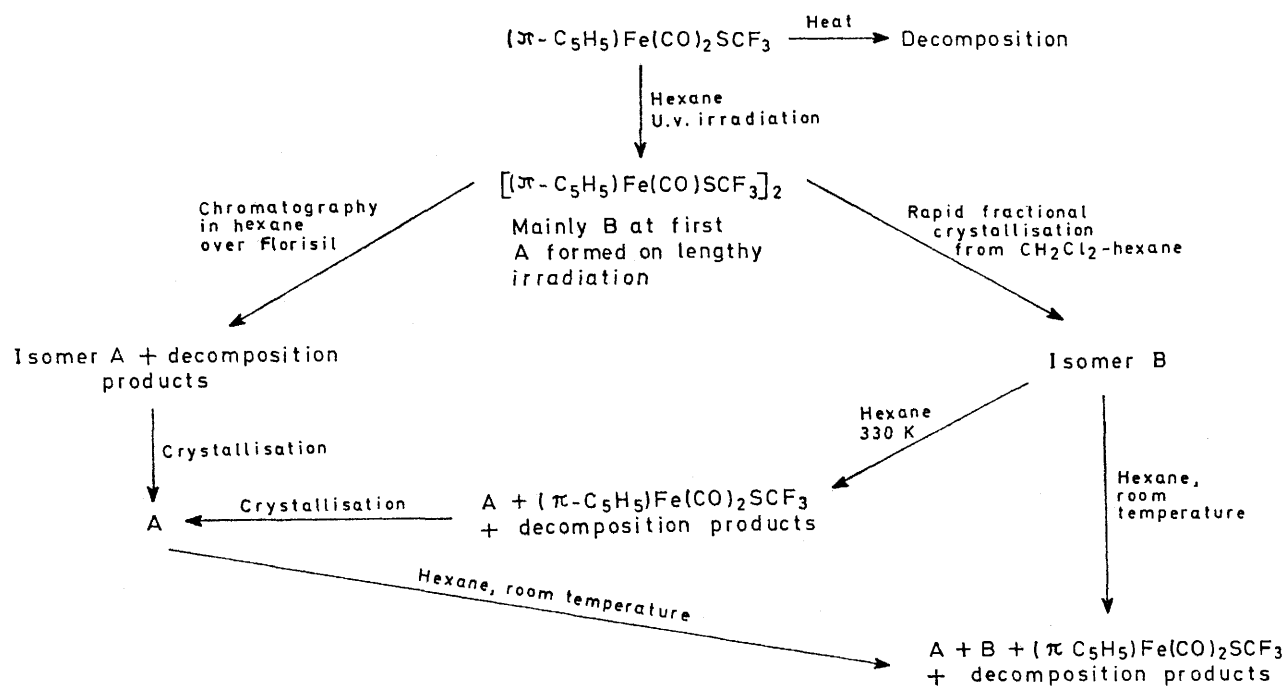 (π-C₅H₅)Fe(CO)₂SCF₃
Heat
Decomposition
Hexane
U.v. irradiation
[(π-C₅H₅)Fe(CO)SCF₃]₂
Mainly B at first
A formed on lengthy
irradiation
Chromatography
in hexane
over florisil
Rapid fractional
crystallisation
from CH₂Cl₂-hexane
Isomer A + decomposition
products
Isomer B
Crystallisation
Hexane
330 K
Hexane,
room
temperature
A
Crystallisation
A + (π-C₅H₅)Fe(CO)₂SCF₃
+ decomposition products
Hexane, room temperature
A + B + (π C₅H₅)Fe(CO)₂SCF₃
+ decomposition products